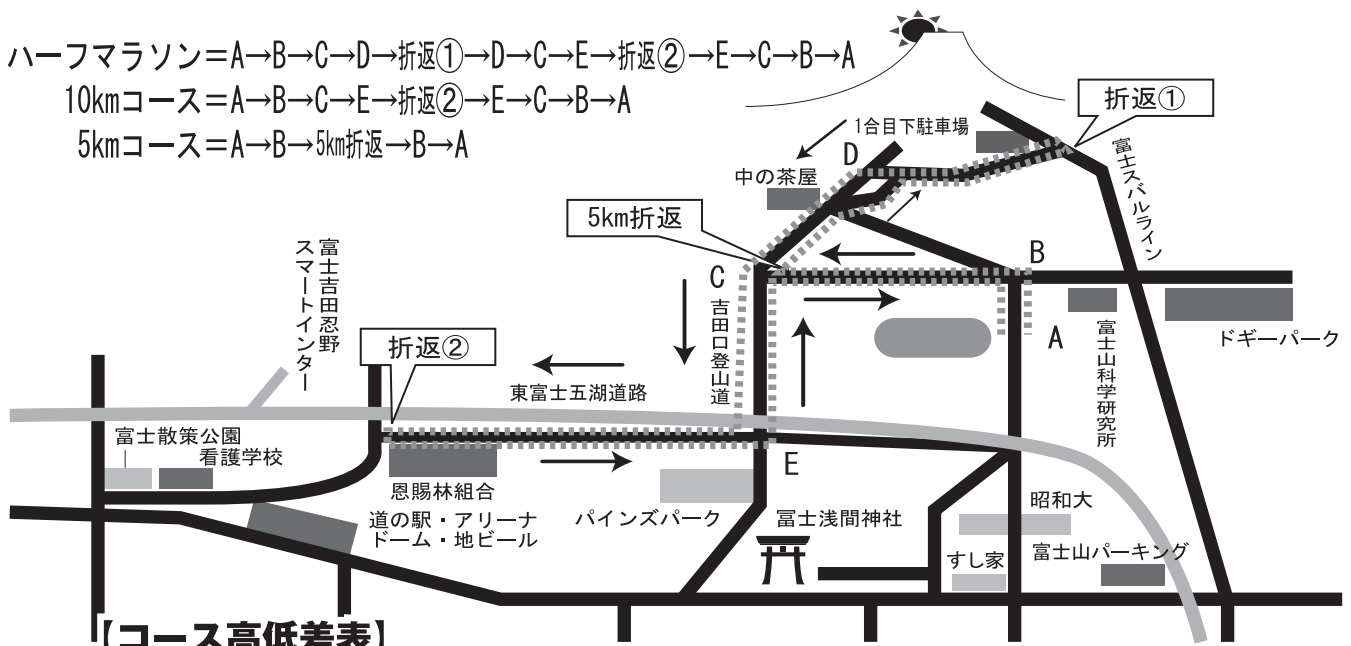 ハーフマラソン＝A→B→C→D→折返①→D→C→E→折返②→E→C→B→A
10kmコース＝A→B→C→E→折返②→E→C→B→A
5kmコース＝A→B→5km折返→B→A
折返①
1合目下駐車場
D
中の茶屋
富士スバルライン
5km折返
B
C
吉田口登山道
A
富士山科学研究所
ドギーパーク
富士吉田忍野
スマートインター
折返②
東富士五湖道路
富士散策公園
看護学校
E
恩賜林組合
道の駅・アリーナ
ドーム・地ビール
パインズパーク
冨士浅間神社
昭和大
すし家
富士山パーキング
【コース高低差表】